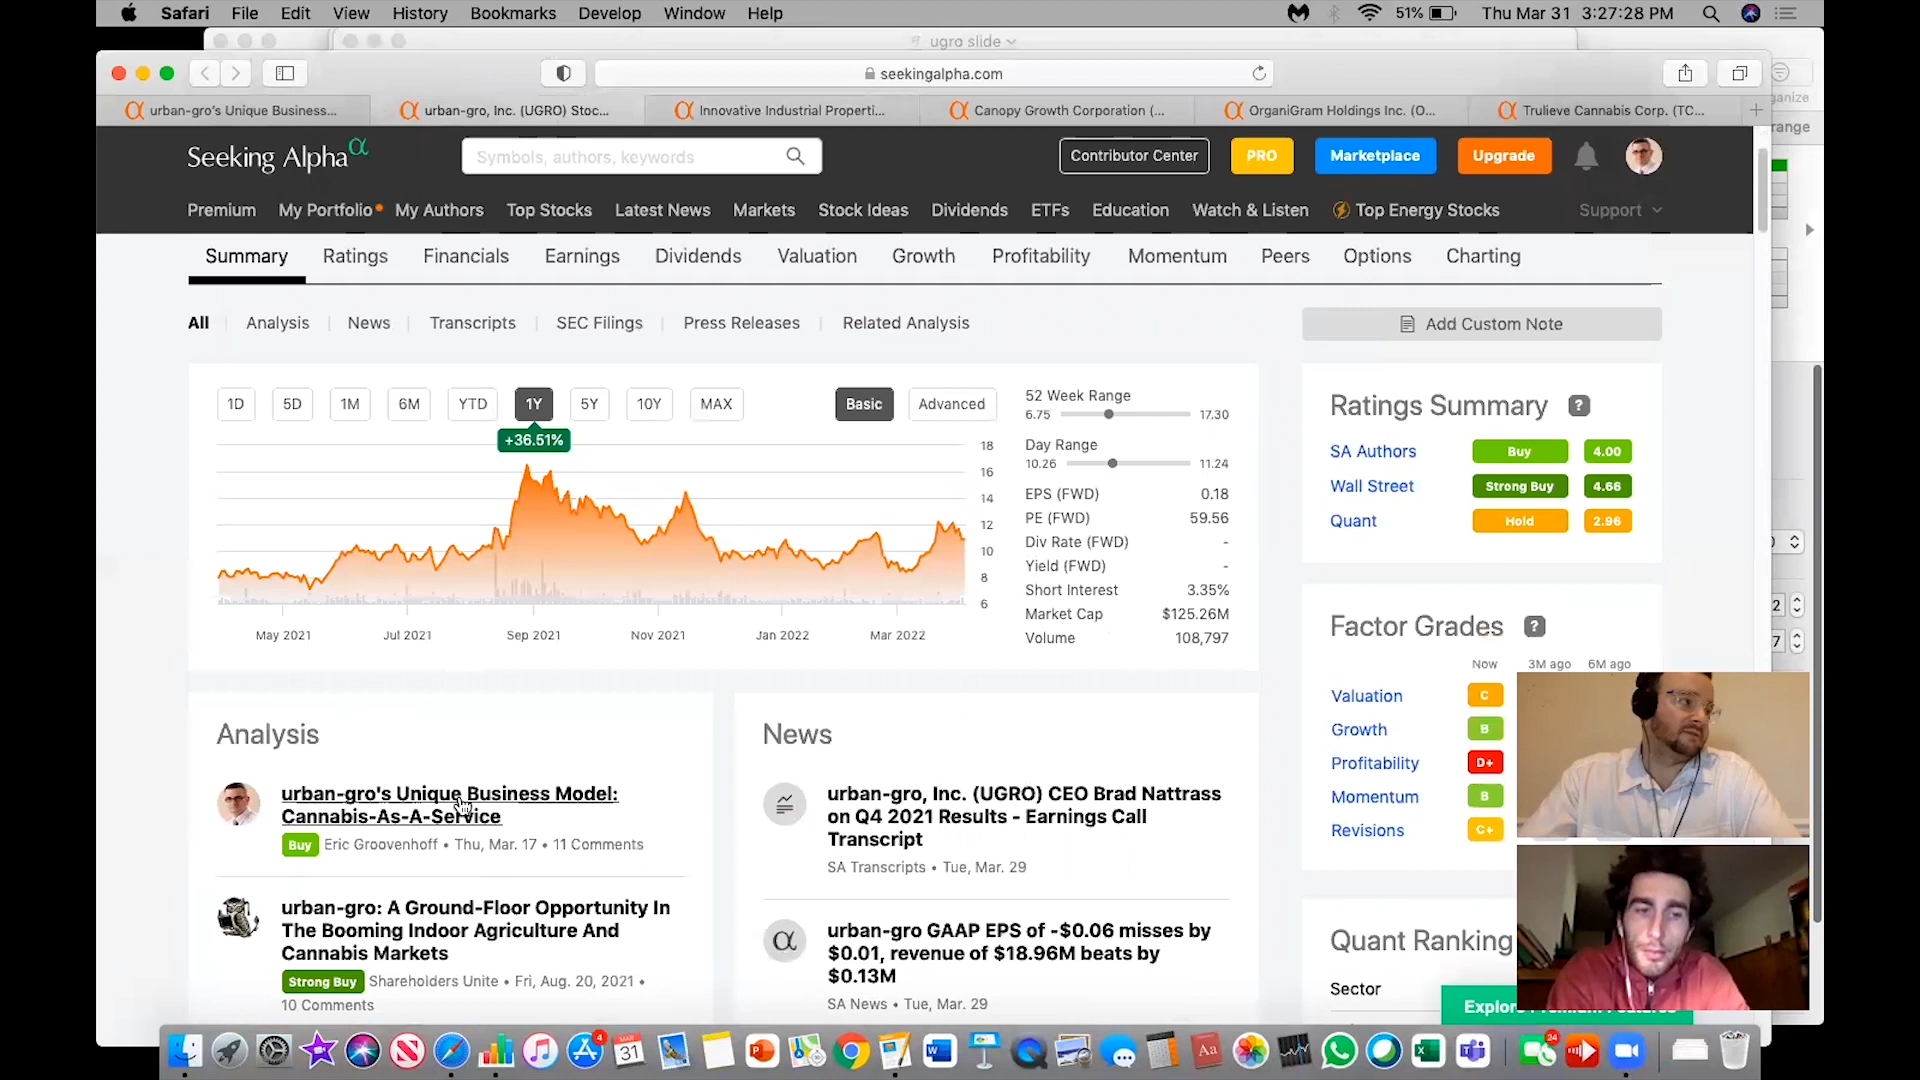 Safari File Edit View History Bookmarks Develop Window Help 51% Thu Mar 31 3:27:28 PM
ugro slide
seekingalpha.com
urban-gro's Unique Business... urban-gro, Inc. (UGRO) Stoc... Innovative Industrial Properti... Canopy Growth Corporation (... OrganiGram Holdings Inc. (O... Trulieve Cannabis Corp. (TC...
Seeking Alpha α Symbols, authors, keywords Contributor Center PRO Marketplace Upgrade
Premium My Portfolio My Authors Top Stocks Latest News Markets Stock Ideas Dividends ETFs Education Watch & Listen Top Energy Stocks Support
Summary Ratings Financials Earnings Dividends Valuation Growth Profitability Momentum Peers Options Charting
All Analysis News Transcripts SEC Filings Press Releases Related Analysis
Add Custom Note
1D 5D 1M 6M YTD 1Y 5Y 10Y MAX Basic Advanced
+36.51%
18
16
14
12
10
8
6
May 2021 Jul 2021 Sep 2021 Nov 2021 Jan 2022 Mar 2022
52 Week Range
6.75 17.30
Day Range
10.26 11.24
EPS (FWD) 0.18
PE (FWD) 59.56
Div Rate (FWD) -
Yield (FWD) -
Short Interest 3.35%
Market Cap $125.26M
Volume 108,797
Ratings Summary ?
SA Authors Buy 4.00
Wall Street Strong Buy 4.66
Quant Hold 2.96
Factor Grades ?
Now 3M ago 6M ago
Valuation C
Growth B
Profitability D+
Momentum B
Revisions C+
Quant Ranking
Sector
Analysis
urban-gro's Unique Business Model:
Cannabis-As-A-Service
Buy Eric Groovenhoff • Thu, Mar. 17 • 11 Comments
urban-gro: A Ground-Floor Opportunity In
The Booming Indoor Agriculture And
Cannabis Markets
Strong Buy Shareholders Unite • Fri, Aug. 20, 2021 •
10 Comments
News
urban-gro, Inc. (UGRO) CEO Brad Nattrass
on Q4 2021 Results - Earnings Call
Transcript
SA Transcripts • Tue, Mar. 29
urban-gro GAAP EPS of -$0.06 misses by
$0.01, revenue of $18.96M beats by
$0.13M
SA News • Tue, Mar. 29
4
MAR
31
Aa
24